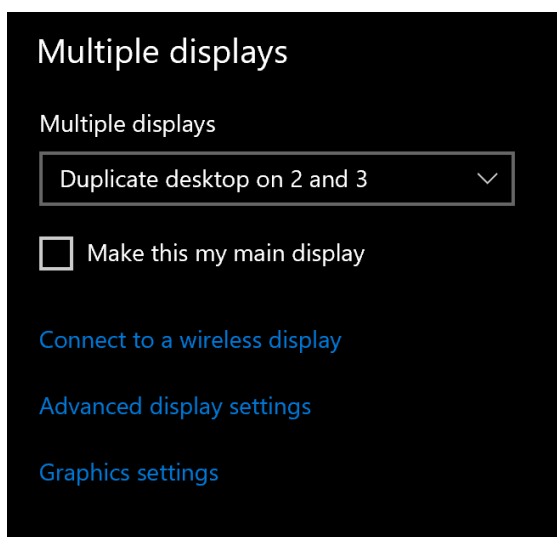 Multiple displays
Multiple displays
Duplicate desktop on 2 and 3
Make this my main display
Connect to a wireless display
Advanced display settings
Graphics settings